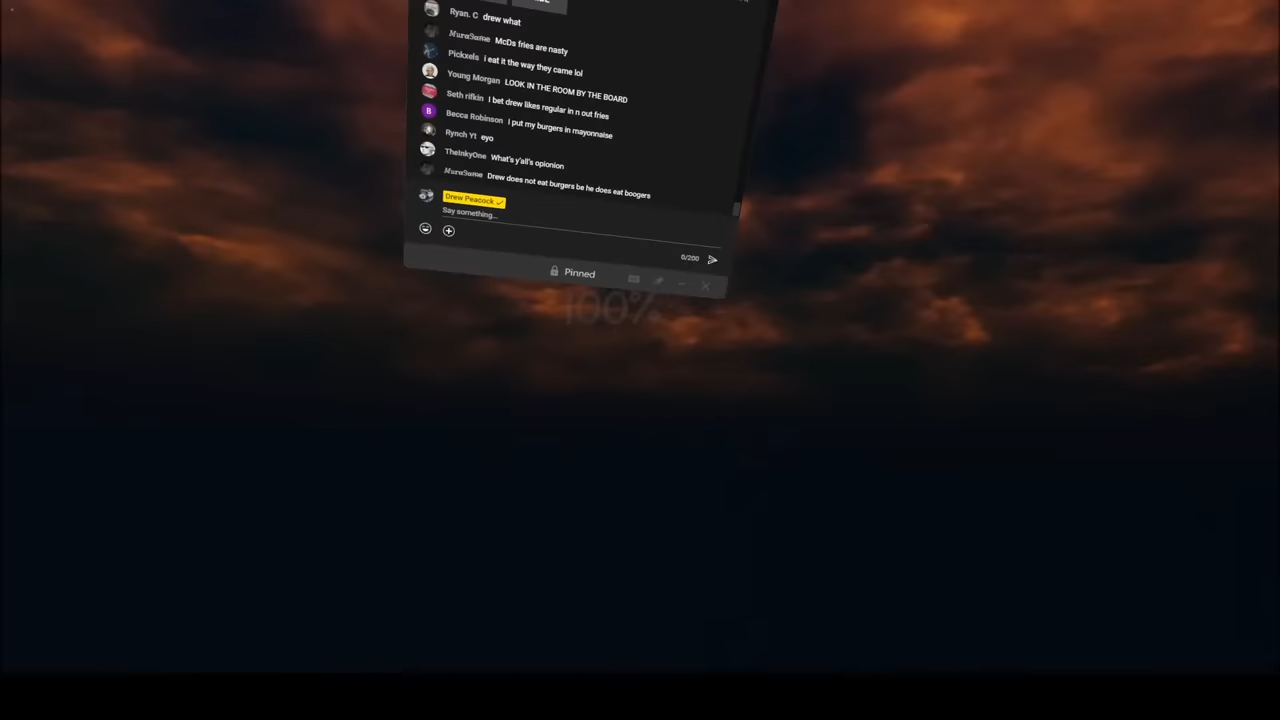 Ryan. C drew what
MuraSame McDs fries are nasty
Pickxels i eat it the way they came lol
Young Morgan LOOK IN THE ROOM BY THE BOARD
Seth rifkin I bet drew likes regular in n out fries
Becca Robinson I put my burgers in mayonnaise
B
Rynch Yt eyo
TheInkyOne What's y'all's opionion
MuraSame Drew does not eat burgers be he does eat boogers
Drew Peacock
Say something...
0/200
Pinned
100%